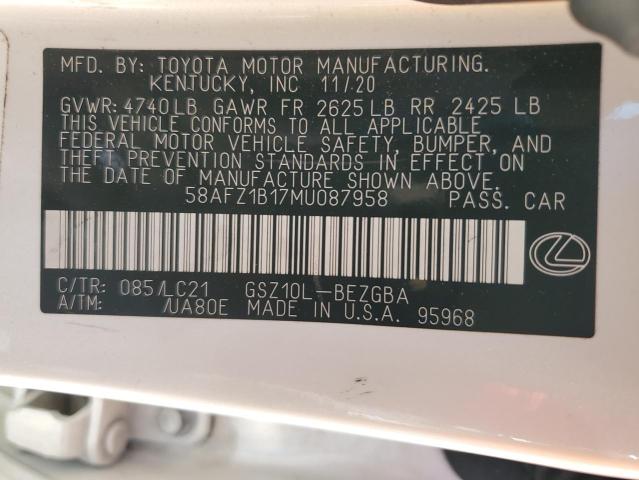 MFD. BY: TOYOTA MOTOR MANUFACTURING.
KENTUCKY, INC 11/20
GVWR: 4740LB GAWR FR 2625LB RR 2425 LB
THIS VEHICLE CONFORMS TO ALL APPLICABLE
FEDERAL MOTOR VEHICLE SAFETY, BUMPER, AND
THEFT PREVENTION STANDARDS IN EFFECT ON
THE DATE OF MANUFACTURE SHOWN ABOVE.
58AFZ1B17MU087958 PASS. CAR
C/TR: 085/LC21 GSZ10L-BEZGBA
A/TM: /UA80E MADE IN U.S.A. 95968